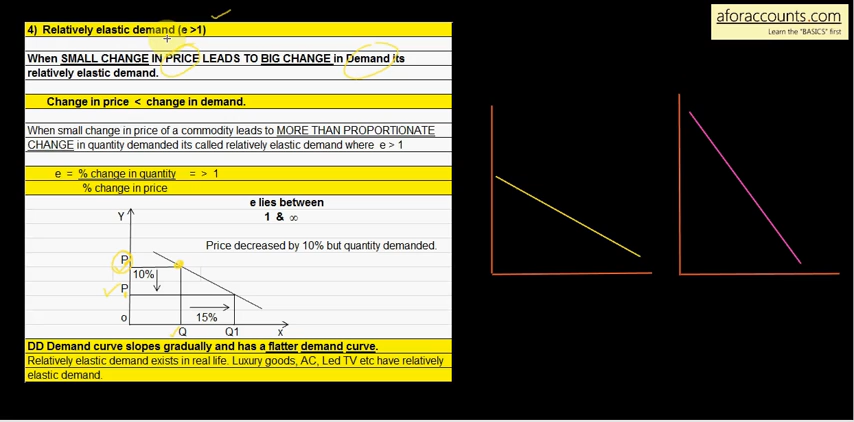 aforaccounts.com
Learn the "BASICS" first
4) Relatively elastic demand (e >1)
When SMALL CHANGE IN PRICE LEADS TO BIG CHANGE in Demand its
relatively elastic demand.
Change in price < change in demand.
When small change in price of a commodity leads to MORE THAN PROPORTIONATE
CHANGE in quantity demanded its called relatively elastic demand where e > 1
e = % change in quantity = > 1
% change in price
e lies between
1 & ∞
Y
Price decreased by 10% but quantity demanded.
P
10%
P
o
15%
Q Q1 X
DD Demand curve slopes gradually and has a flatter demand curve.
Relatively elastic demand exists in real life. Luxury goods, AC, Led TV etc have relatively
elastic demand.